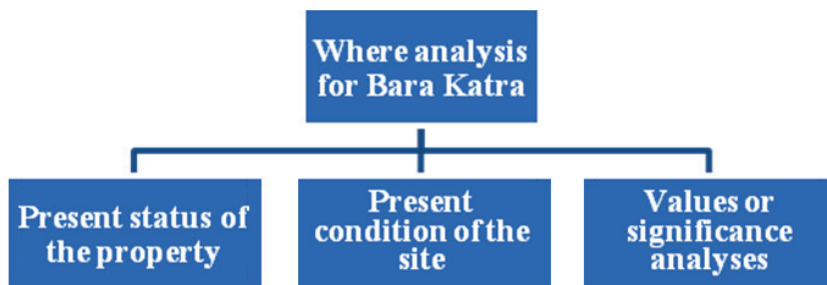 Where analysis
for Bara Katra
Present status of
the property
Present
condition of the
site
Values or
significance
analyses